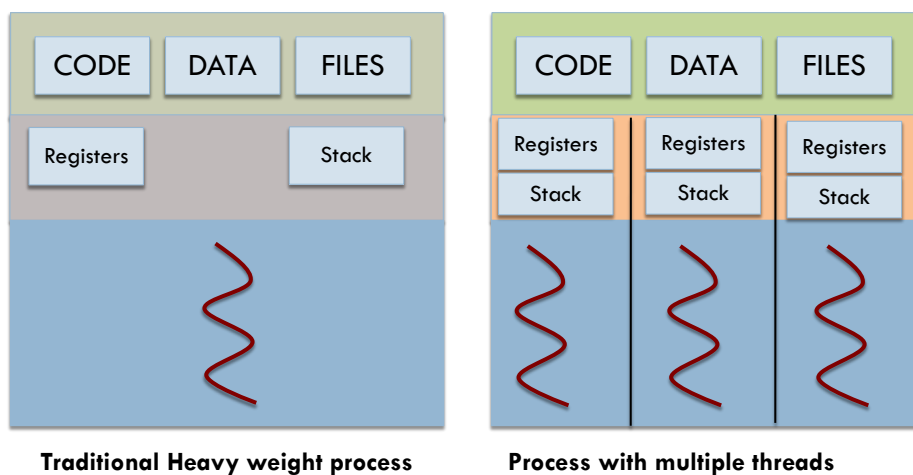 CODE DATA FILES
Registers Stack
Traditional Heavy weight process
CODE DATA FILES
Registers Registers Registers
Stack Stack Stack
Process with multiple threads